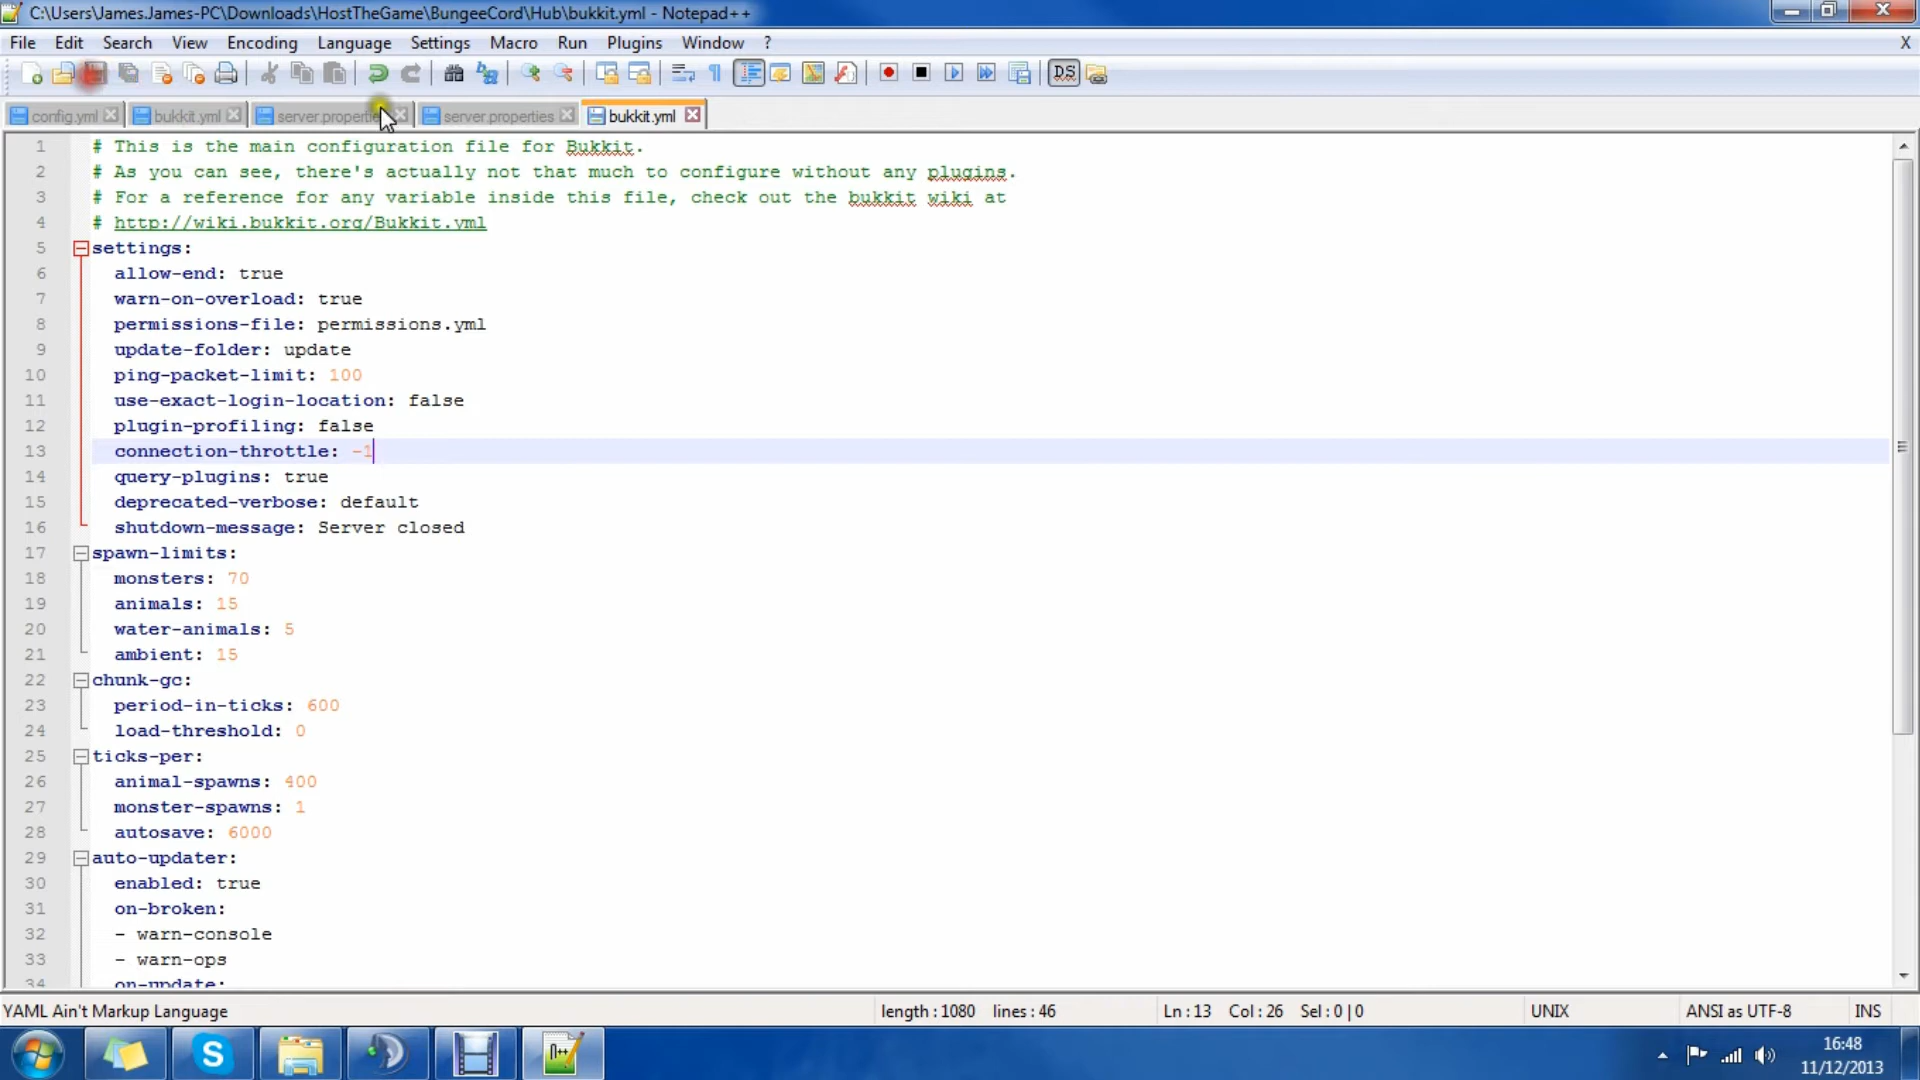 C:\Users\James.James-PC\Downloads\HostTheGame\BungeeCord\Hub\bukkit.yml - Notepad++
File Edit Search View Encoding Language Settings Macro Run Plugins Window ? X
DS
config.yml bukkit.yml server.properti server.properties bukkit.yml
1 # This is the main configuration file for Bukkit.
2 # As you can see, there's actually not that much to configure without any plugins.
3 # For a reference for any variable inside this file, check out the bukkit wiki at
4 # http://wiki.bukkit.org/Bukkit.yml
5 settings:
6 allow-end: true
7 warn-on-overload: true
8 permissions-file: permissions.yml
9 update-folder: update
10 ping-packet-limit: 100
11 use-exact-login-location: false
12 plugin-profiling: false
13 connection-throttle: -1
14 query-plugins: true
15 deprecated-verbose: default
16 shutdown-message: Server closed
17 spawn-limits:
18 monsters: 70
19 animals: 15
20 water-animals: 5
21 ambient: 15
22 chunk-gc:
23 period-in-ticks: 600
24 load-threshold: 0
25 ticks-per:
26 animal-spawns: 400
27 monster-spawns: 1
28 autosave: 6000
29 auto-updater:
30 enabled: true
31 on-broken:
32 - warn-console
33 - warn-ops
34 on-update:
YAML Ain't Markup Language length : 1080 lines : 46 Ln : 13 Col : 26 Sel : 0 | 0 UNIX ANSI as UTF-8 INS
16:48
11/12/2013